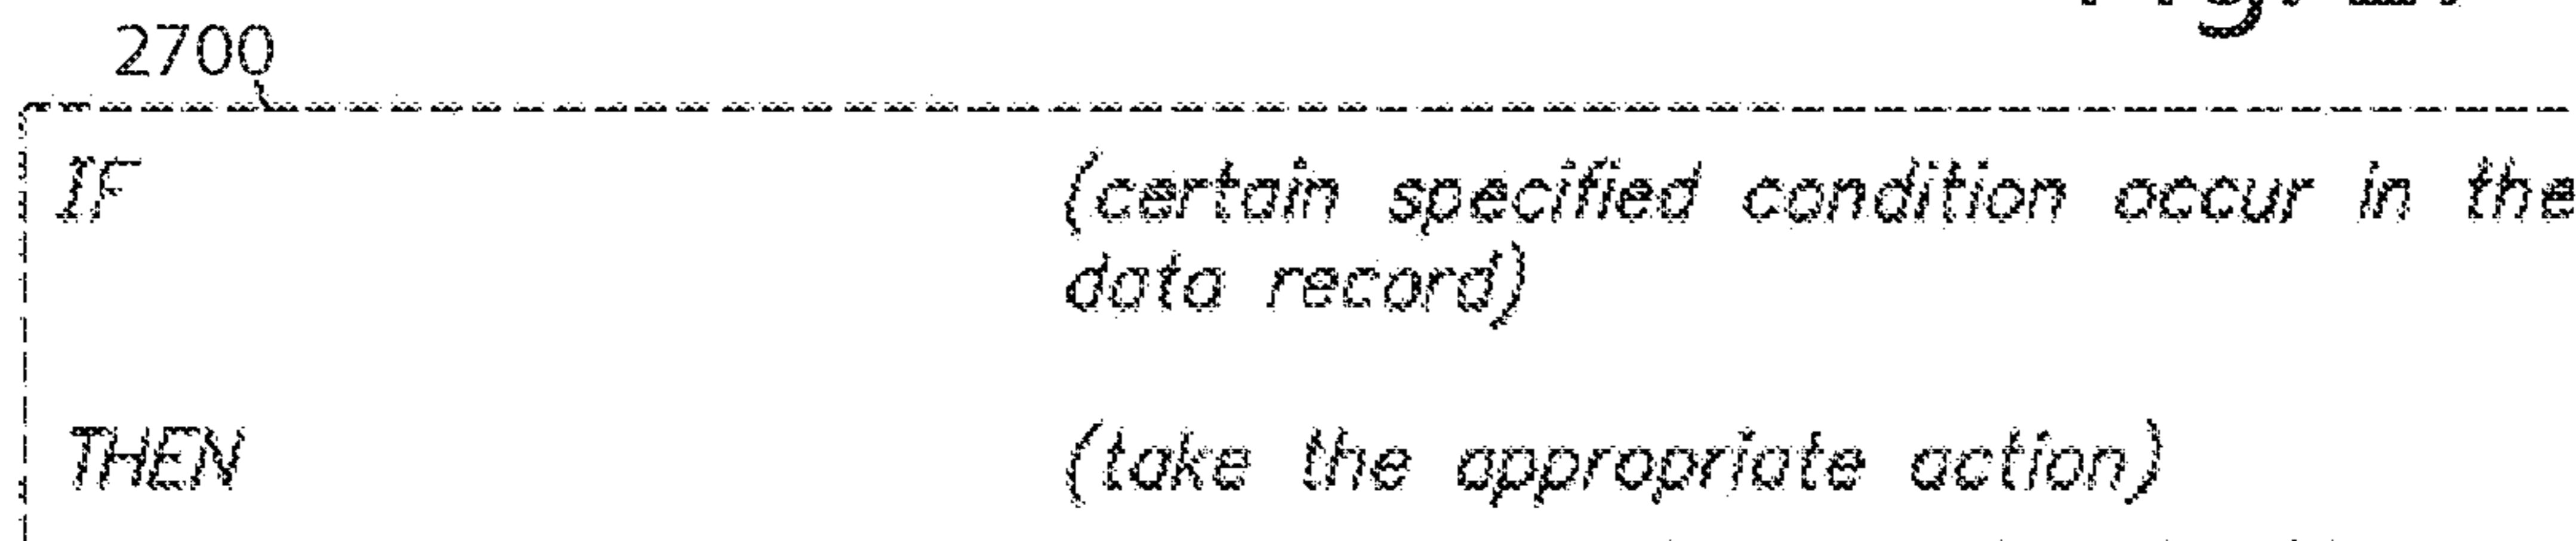 2700
IF (certain specified condition occur in the
data record)
THEN (take the appropriate action)